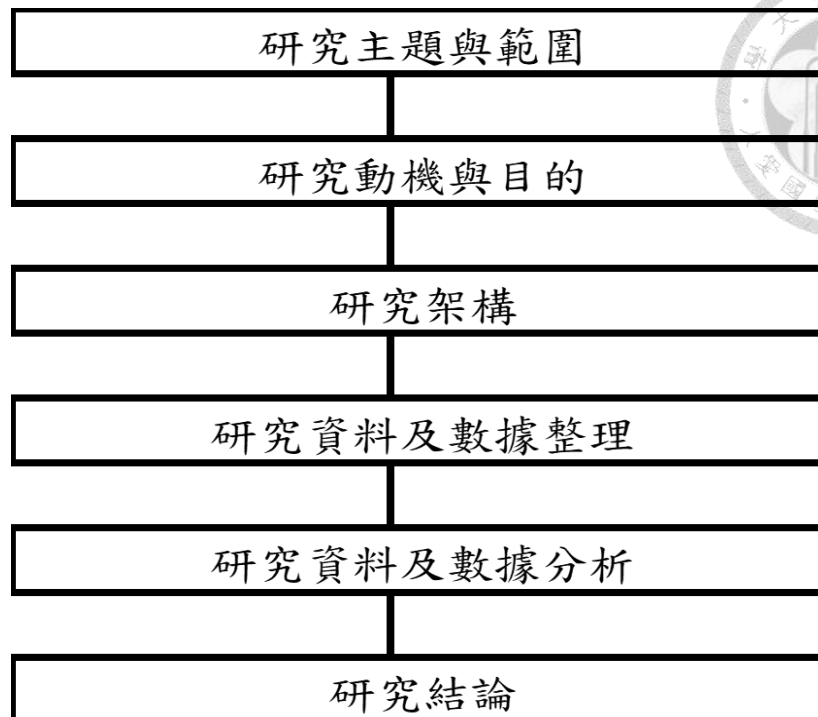 研究主題與範圍
研究動機與目的
研究架構
研究資料及數據整理
研究資料及數據分析
研究結論